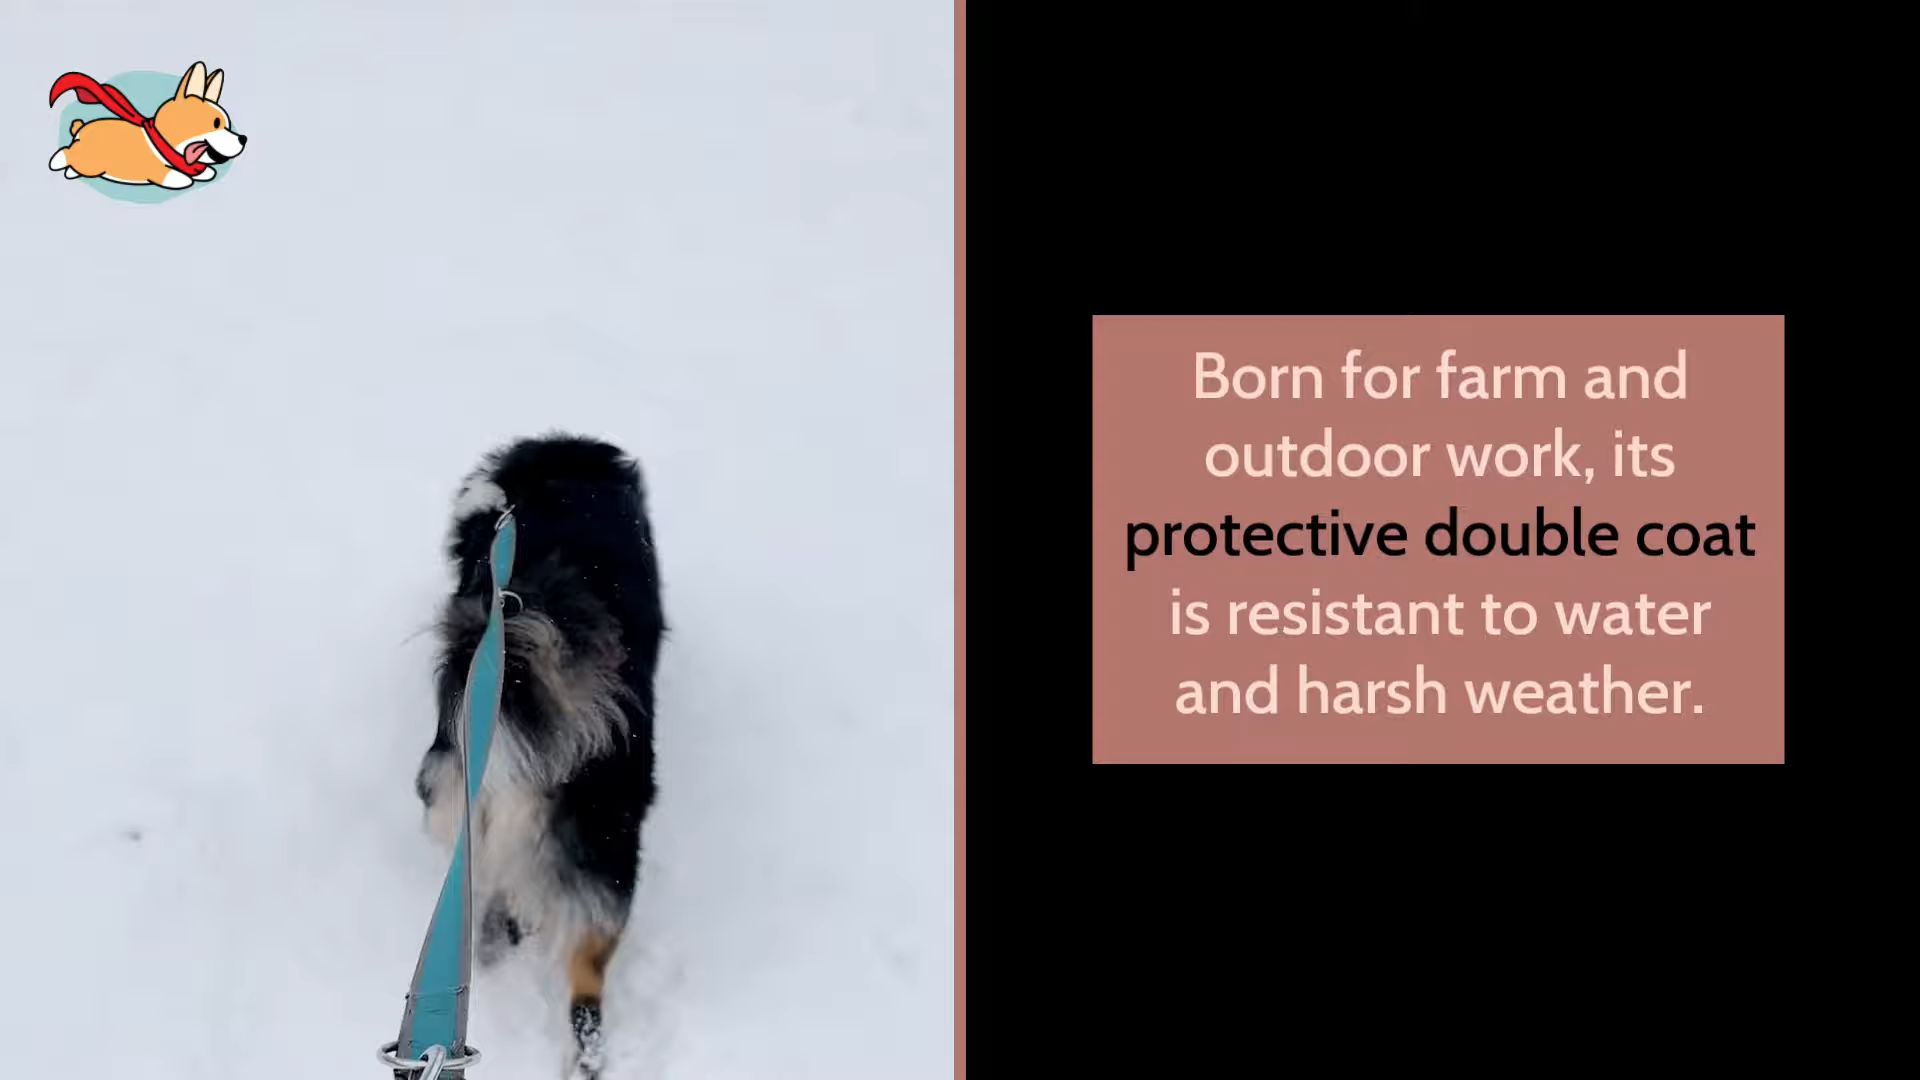 Born for farm and
outdoor work, its
protective double coat
is resistant to water
and harsh weather.